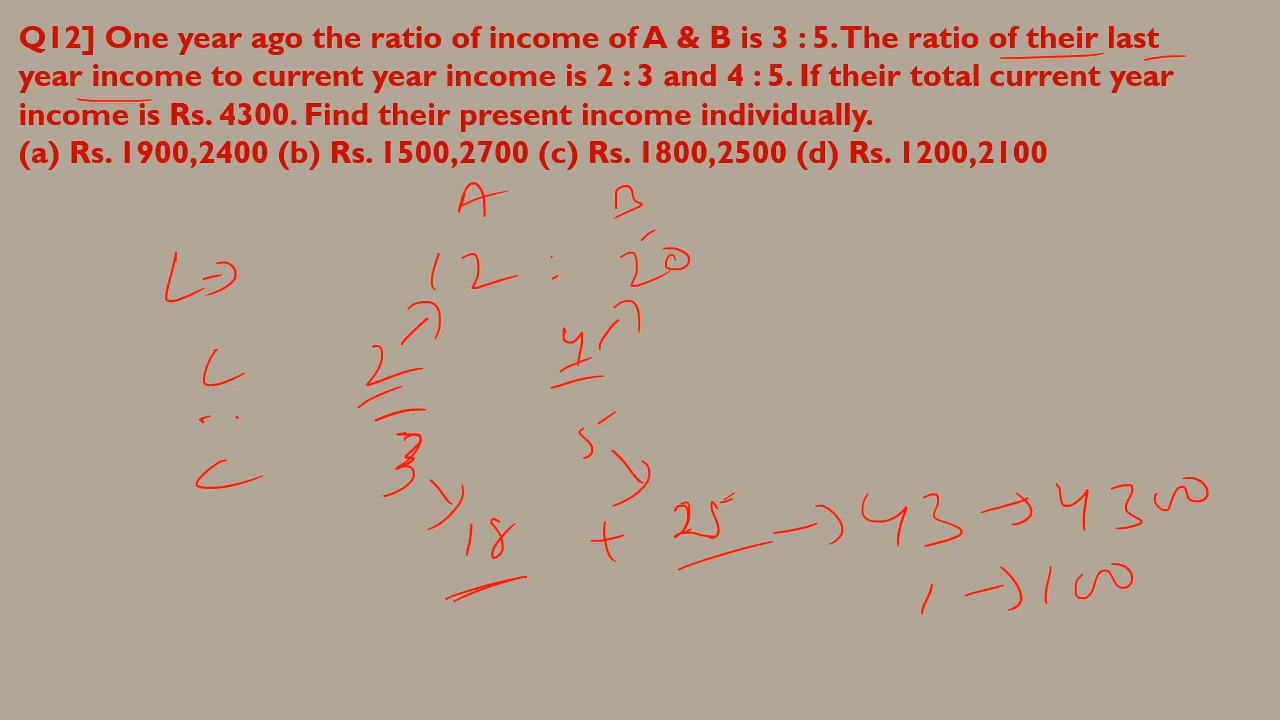 Q12] One year ago the ratio of income of A & B is 3 : 5. The ratio of their last
year income to current year income is 2 : 3 and 4 : 5. If their total current year
income is Rs. 4300. Find their present income individually.
(a) Rs. 1900,2400 (b) Rs. 1500,2700 (c) Rs. 1800,2500 (d) Rs. 1200,2100
A B
L → 12 : 20
C 2 4
C 3 5
18 + 25 → 43 → 4300
1 → 100